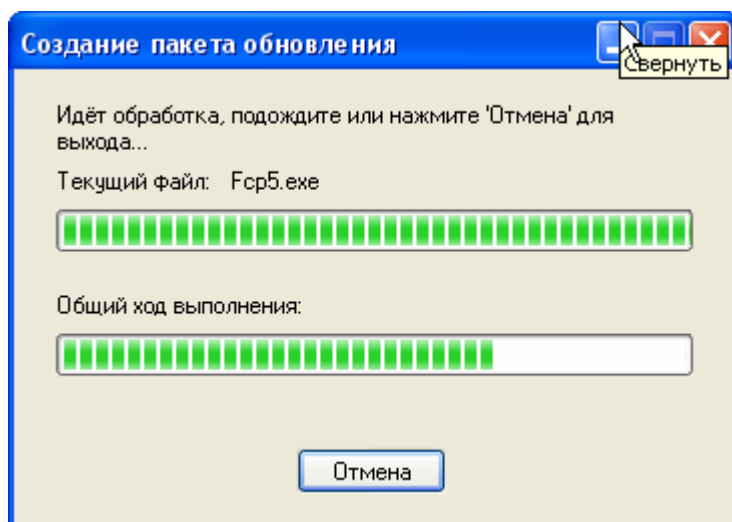 Создание пакета обновления
Свернуть
Идёт обработка, подождите или нажмите 'Отмена' для
выхода...
Текущий файл: Fcp5.exe
Общий ход выполнения:
Отмена